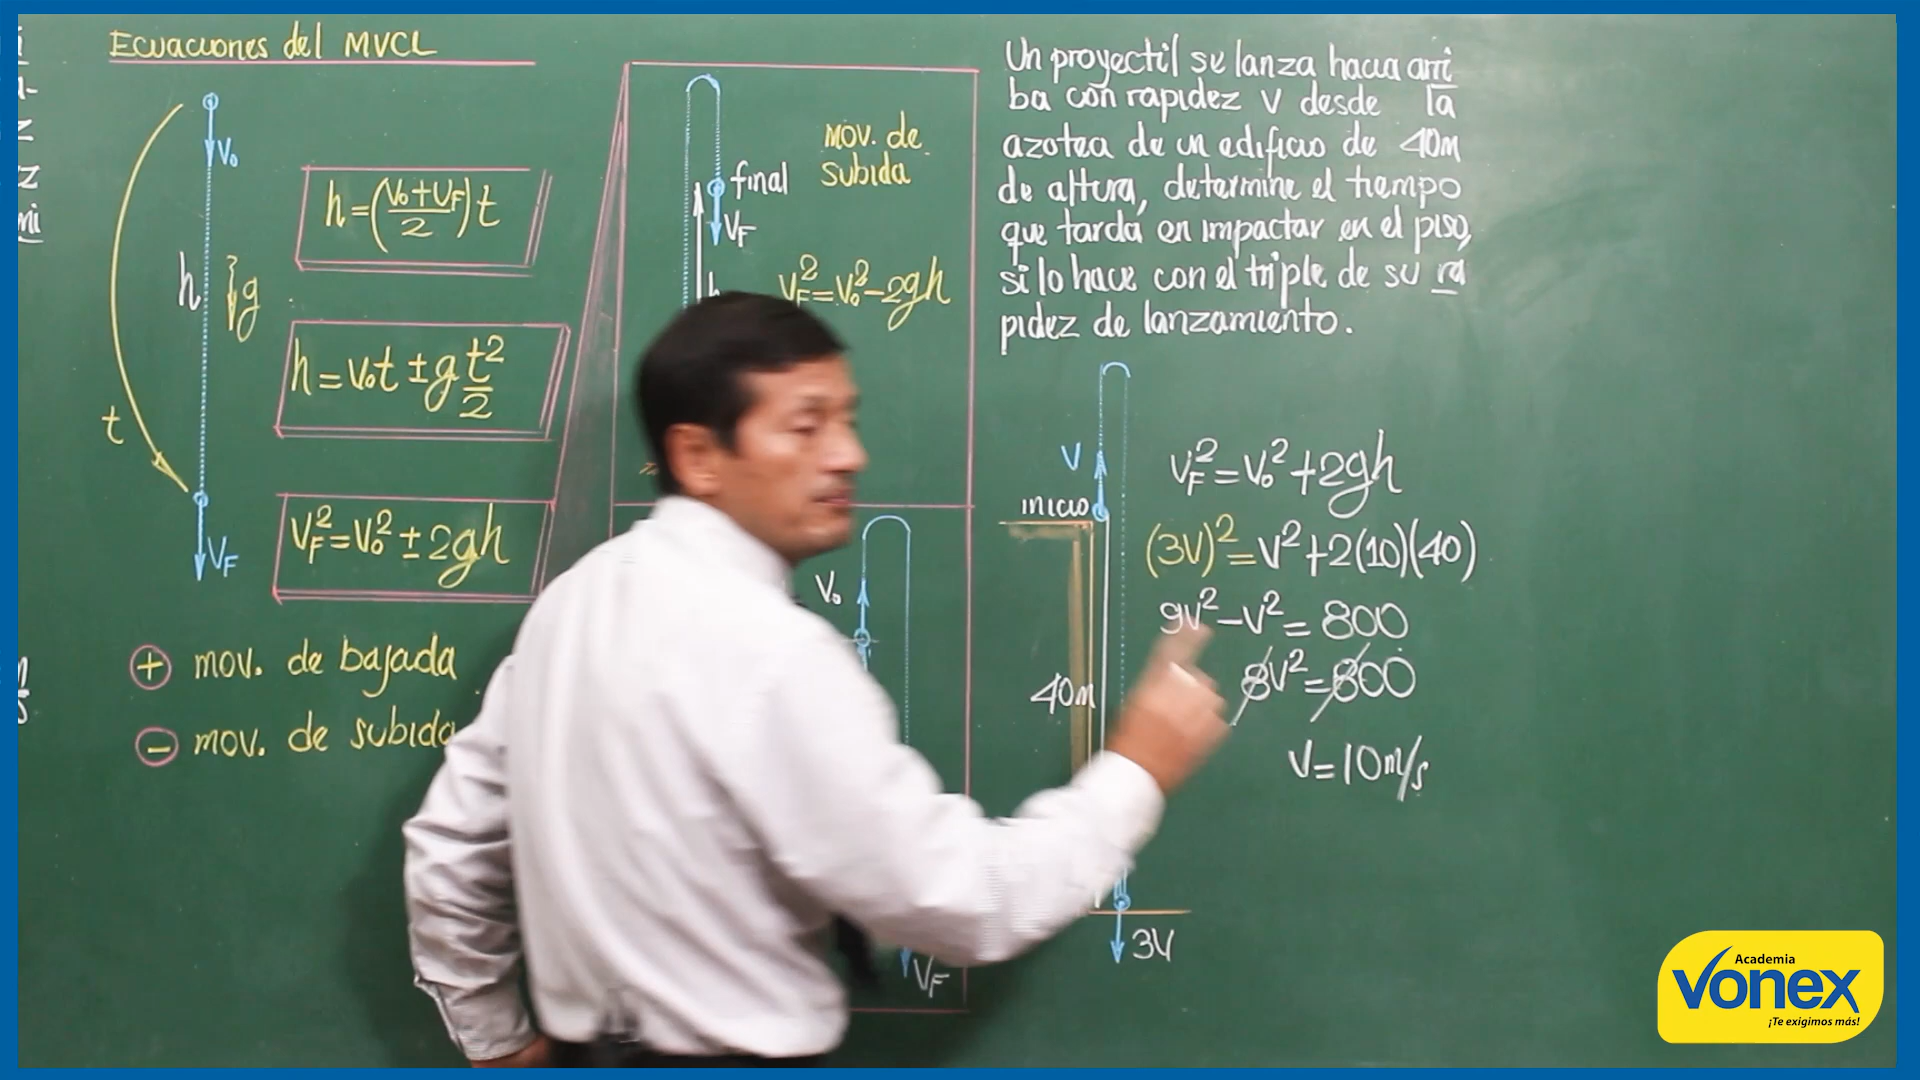 Ecuaciones del MVCL
V₀
h
g
t
V_F
h=(V₀+V_F/2)t
h=V₀t±g t²/2
V_F²=V₀²±2gh
+ mov. de bajada
- mov. de subida
mov. de
subida
final
V_F
V_F²=V₀²-2gh
V₀
V_F
Un proyectil se lanza hacia arri
ba con rapidez V desde la
azotea de un edificio de 40m
de altura, determine el tiempo
que tarda en impactar en el piso,
si lo hace con el triple de su ra
pidez de lanzamiento.
V
inicio
40m
3V
V_F²=V₀²+2gh
(3V)²=V²+2(10)(40)
9V²-V²=800
8V²=800
V=10m/s
Academia
vonex
¡Te exigimos más!